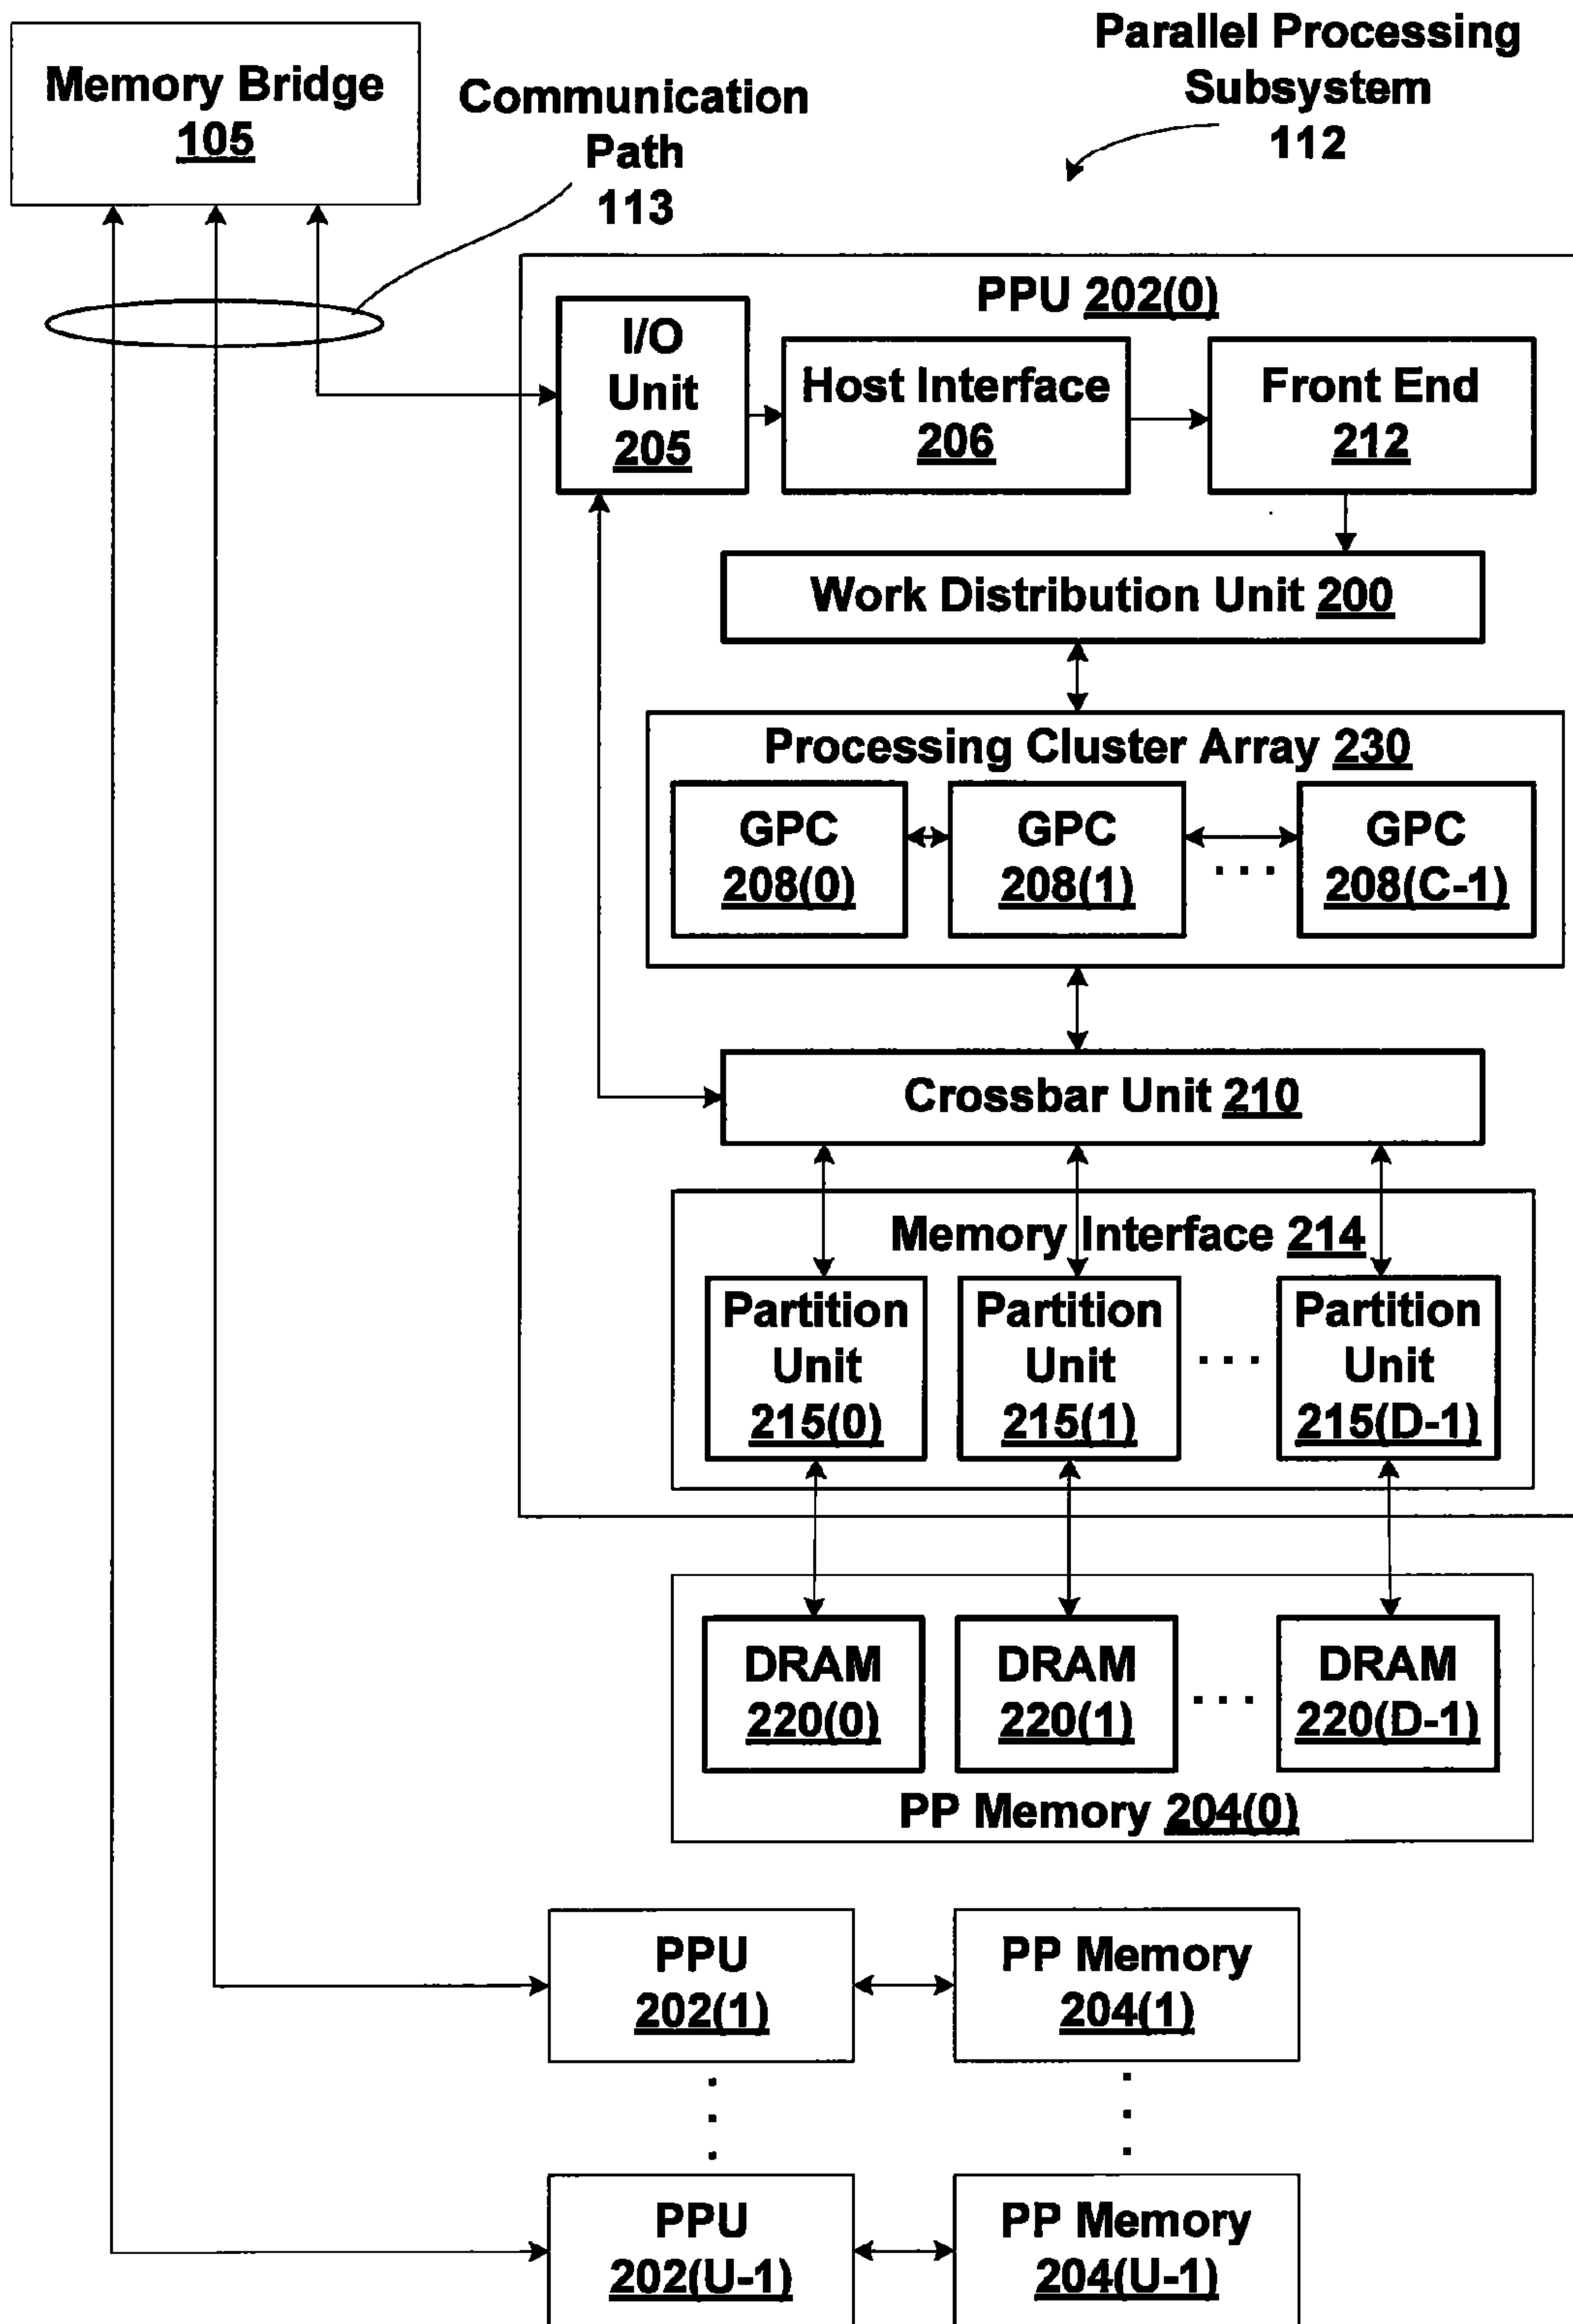 Parallel Processing
Subsystem
112
Memory Bridge
105
Communication
Path
113
PPU 202(0)
I/O
Unit
205
Host Interface
206
Front End
212
Work Distribution Unit 200
Processing Cluster Array 230
GPC
208(0)
GPC
208(1)
. . .
GPC
208(C-1)
Crossbar Unit 210
Memory Interface 214
Partition
Unit
215(0)
Partition
Unit
215(1)
. . .
Partition
Unit
215(D-1)
DRAM
220(0)
DRAM
220(1)
. . .
DRAM
220(D-1)
PP Memory 204(0)
PPU
202(1)
PP Memory
204(1)
PPU
202(U-1)
PP Memory
204(U-1)